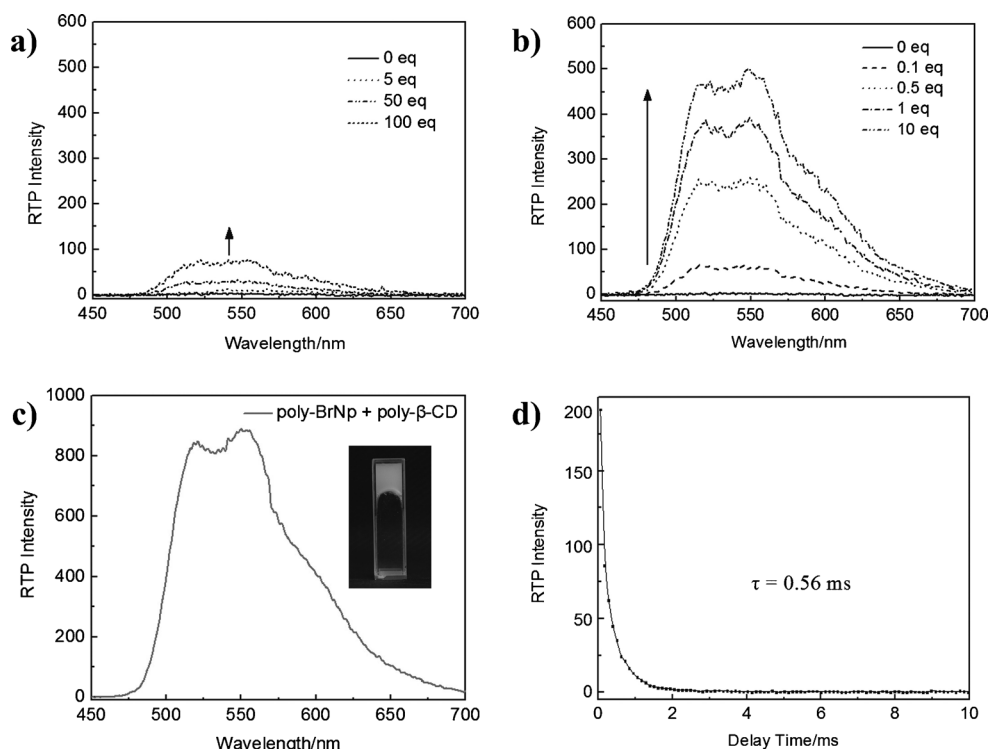 a)
600
500
400
300
200
100
0
RTP Intensity
450 500 550 600 650 700
Wavelength/nm
0 eq
5 eq
50 eq
100 eq
b)
600
500
400
300
200
100
0
RTP Intensity
450 500 550 600 650 700
Wavelength/nm
0 eq
0.1 eq
0.5 eq
1 eq
10 eq
c)
1000
800
600
400
200
0
RTP Intensity
450 500 550 600 650 700
Wavelength/nm
poly-BrNp + poly-β-CD
d)
200
150
100
50
0
RTP Intensity
0 2 4 6 8 10
Delay Time/ms
τ = 0.56 ms